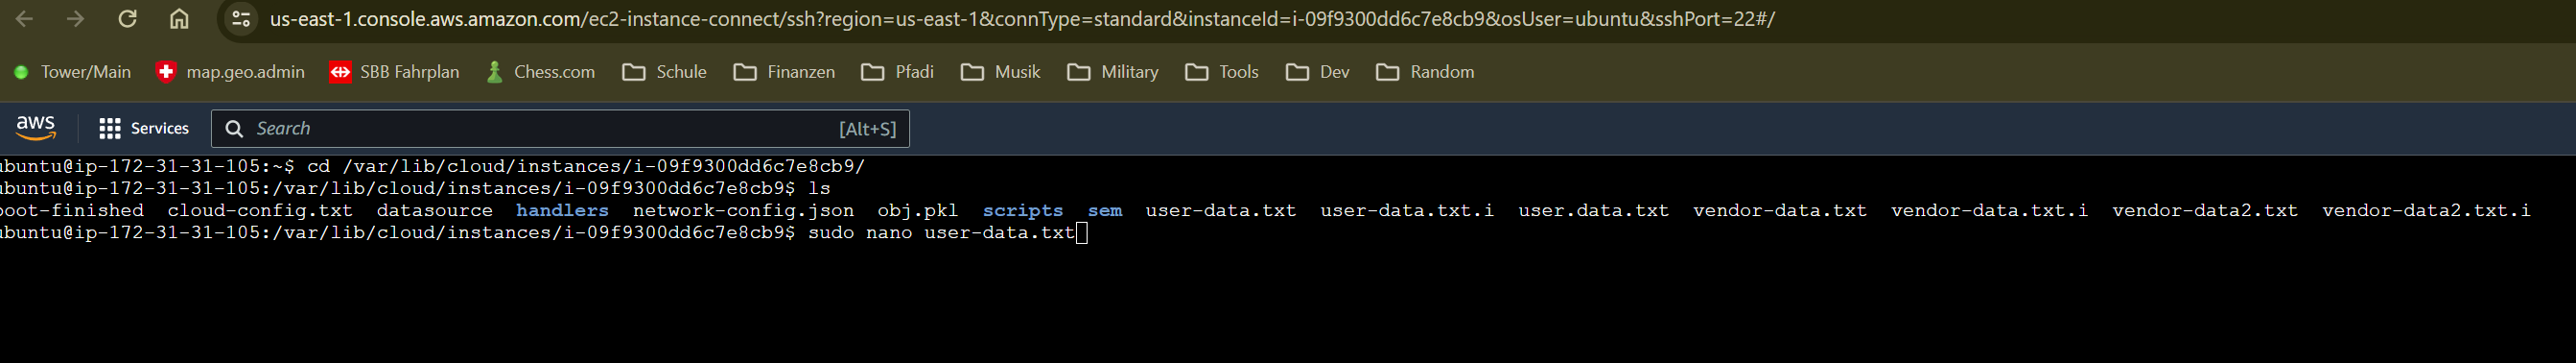 us-east-1.console.aws.amazon.com/ec2-instance-connect/ssh?region=us-east-1&connType=standard&instanceId=i-09f9300dd6c7e8cb9&osUser=ubuntu&sshPort=22#/
Tower/Main map.geo.admin SBB Fahrplan Chess.com Schule Finanzen Pfadi Musik Military Tools Dev Random
aws Services Search [Alt+S]
ubuntu@ip-172-31-31-105:~$ cd /var/lib/cloud/instances/i-09f9300dd6c7e8cb9/
ubuntu@ip-172-31-31-105:/var/lib/cloud/instances/i-09f9300dd6c7e8cb9$ ls
boot-finished cloud-config.txt datasource handlers network-config.json obj.pkl scripts sem user-data.txt user-data.txt.i user.data.txt vendor-data.txt vendor-data.txt.i vendor-data2.txt vendor-data2.txt.i
ubuntu@ip-172-31-31-105:/var/lib/cloud/instances/i-09f9300dd6c7e8cb9$ sudo nano user-data.txt